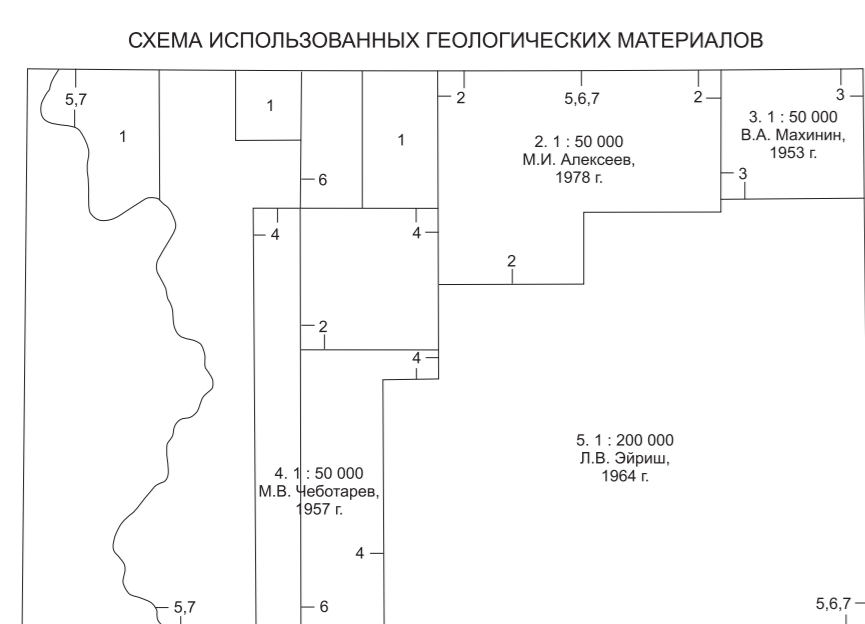 СХЕМА ИСПОЛЬЗОВАННЫХ ГЕОЛОГИЧЕСКИХ МАТЕРИАЛОВ
5,7
1
1
1
2
5,6,7
2
3
3. 1 : 50 000
В.А. Махинин,
1953 г.
2. 1 : 50 000
М.И. Алексеев,
1978 г.
6
3
4
4
2
2
4
5. 1 : 200 000
Л.В. Эйриш,
1964 г.
4. 1 : 50 000
М.В. Чеботарев,
1957 г.
4
5,7
6
5,6,7